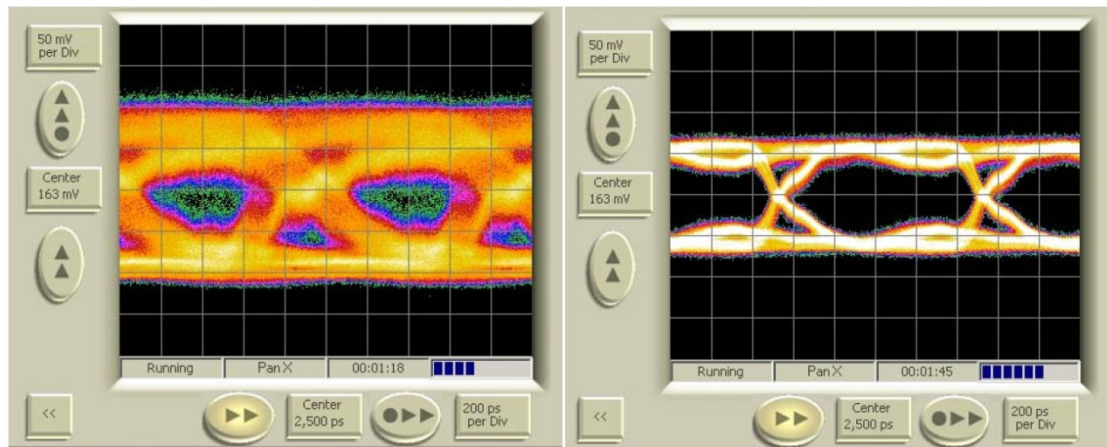 50 mV
per Div
Center
163 mV
Running
Pan X
00:01:18
<<
Center
2,500 ps
200 ps
per Div
50 mV
per Div
Center
163 mV
Running
Pan X
00:01:45
<<
Center
2,500 ps
200 ps
per Div